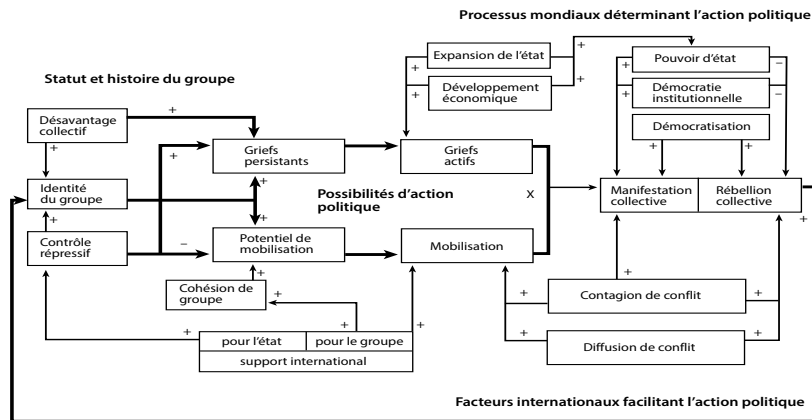 Processus mondiaux déterminant l'action politique
Statut et histoire du groupe
Expansion de l'état
Développement
économique
Pouvoir d'état
Démocratie
institutionnelle
Démocratisation
Désavantage
collectif
Identité
du groupe
Contrôle
répressif
Griefs
persistants
Griefs
actifs
Possibilités d'action
politique
X
Potentiel de
mobilisation
Mobilisation
Manifestation
collective
Rébellion
collective
Cohésion de
groupe
pour l'état
pour le groupe
support international
Contagion de conflit
Diffusion de conflit
Facteurs internationaux facilitant l'action politique